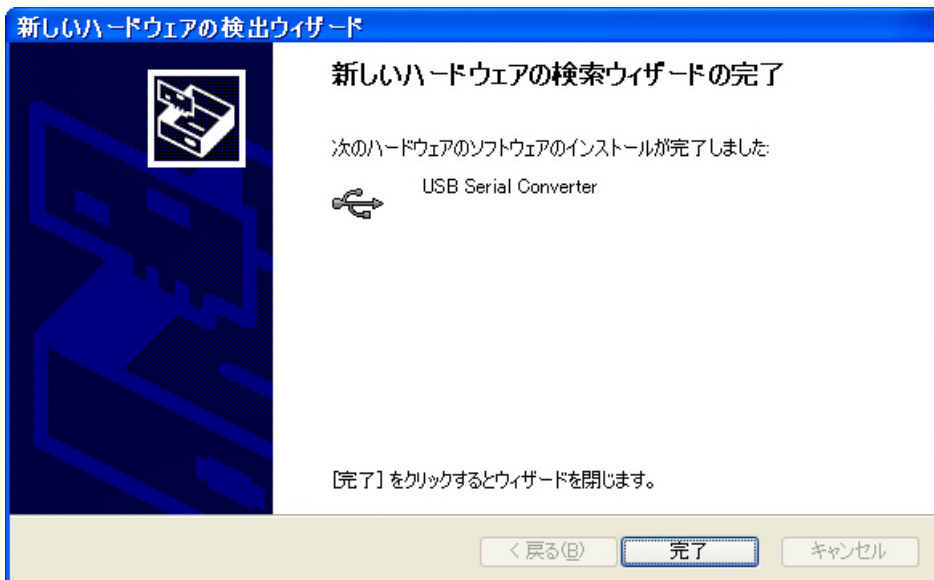 新しいハードウェアの検出ウィザード
新しいハードウェアの検索ウィザードの完了
次のハードウェアのソフトウェアのインストールが完了しました:
USB Serial Converter
[完了] をクリックするとウィザードを閉じます。
< 戻る(B)
完了
キャンセル